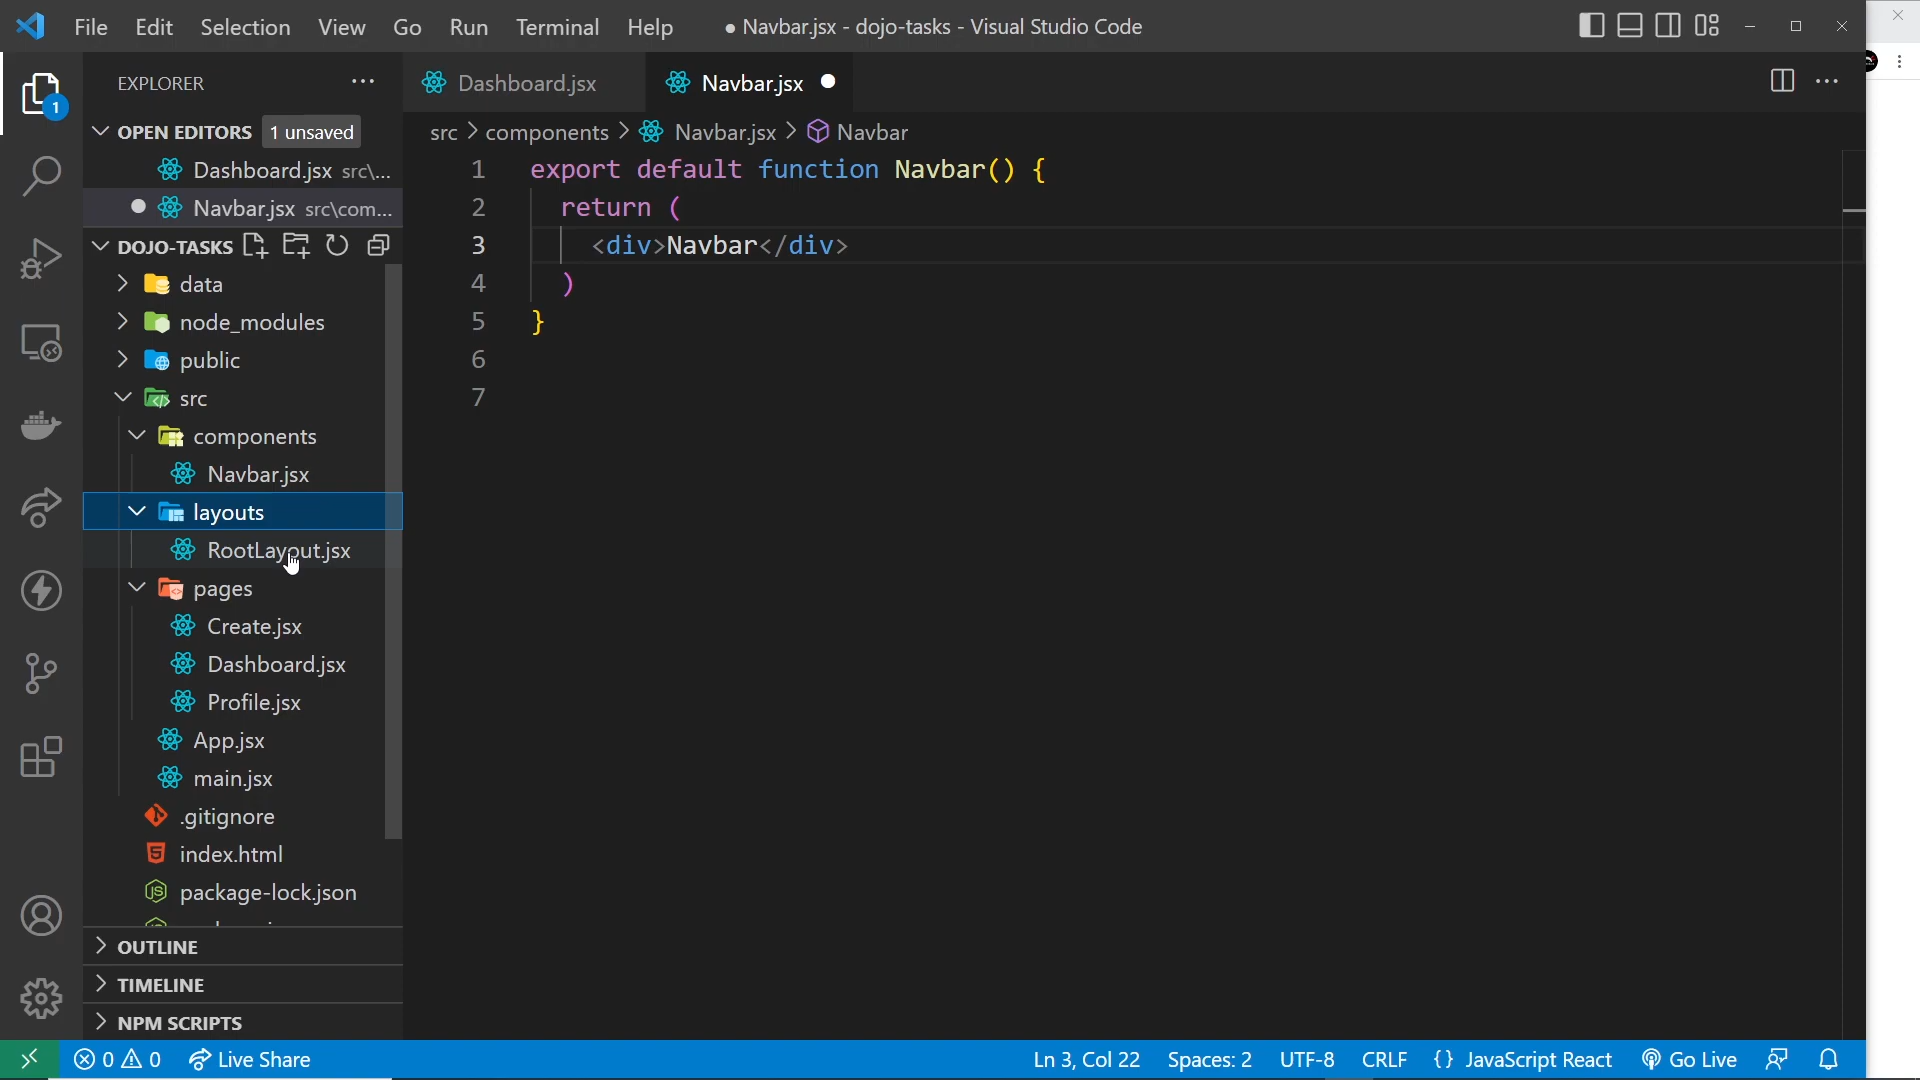 File Edit Selection View Go Run Terminal Help
● Navbar.jsx - dojo-tasks - Visual Studio Code
EXPLORER
1
OPEN EDITORS 1 unsaved
Dashboard.jsx src\...
Navbar.jsx src\com...
DOJO-TASKS
data
node_modules
public
src
components
Navbar.jsx
layouts
RootLayout.jsx
pages
Create.jsx
Dashboard.jsx
Profile.jsx
App.jsx
main.jsx
.gitignore
index.html
package-lock.json
OUTLINE
TIMELINE
NPM SCRIPTS
Dashboard.jsx
Navbar.jsx
src > components > Navbar.jsx > Navbar
1 export default function Navbar() {
2 return (
3 <div>Navbar</div>
4 )
5 }
6
7
0 0 Live Share
Ln 3, Col 22 Spaces: 2 UTF-8 CRLF {} JavaScript React Go Live